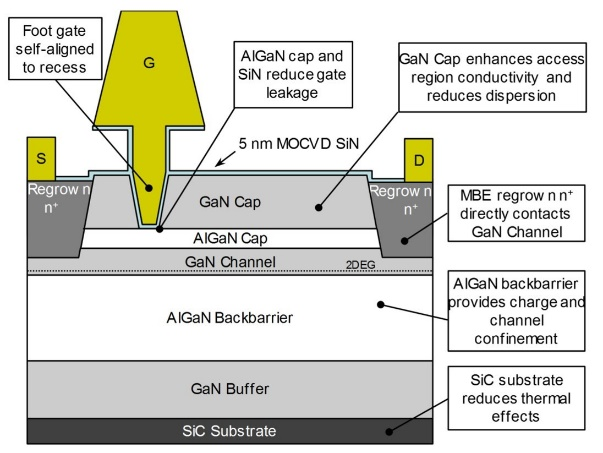 Foot gate
self-aligned
to recess
G
AlGaN cap and
SiN reduce gate
leakage
GaN Cap enhances access
region conductivity and
reduces dispersion
5 nm MOCVD SiN
S
D
Regrow n
n+
GaN Cap
Regrow n
n+
MBE regrow n n+
directly contacts
GaN Channel
AlGaN Cap
GaN Channel
2DEG
AlGaN backbarrier
provides charge and
channel
confinement
AlGaN Backbarrier
GaN Buffer
SiC substrate
reduces thermal
effects
SiC Substrate